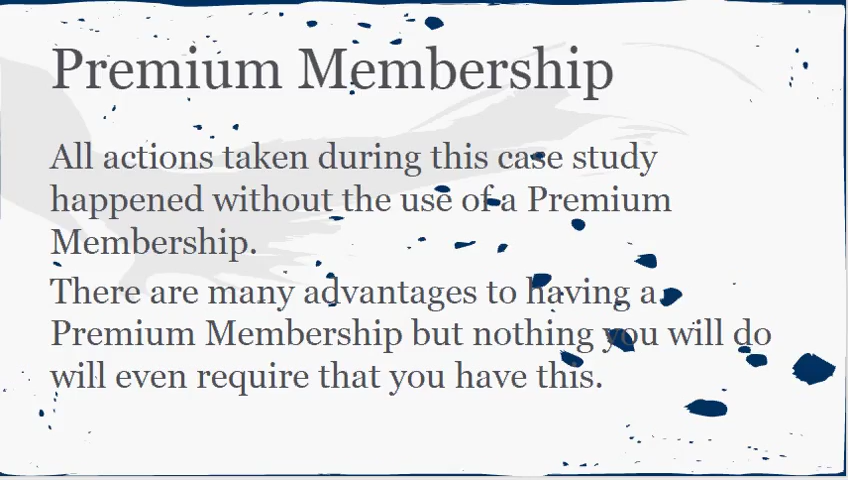 Premium Membership
All actions taken during this case study
happened without the use of a Premium
Membership.
There are many advantages to having a
Premium Membership but nothing you will do
will even require that you have this.